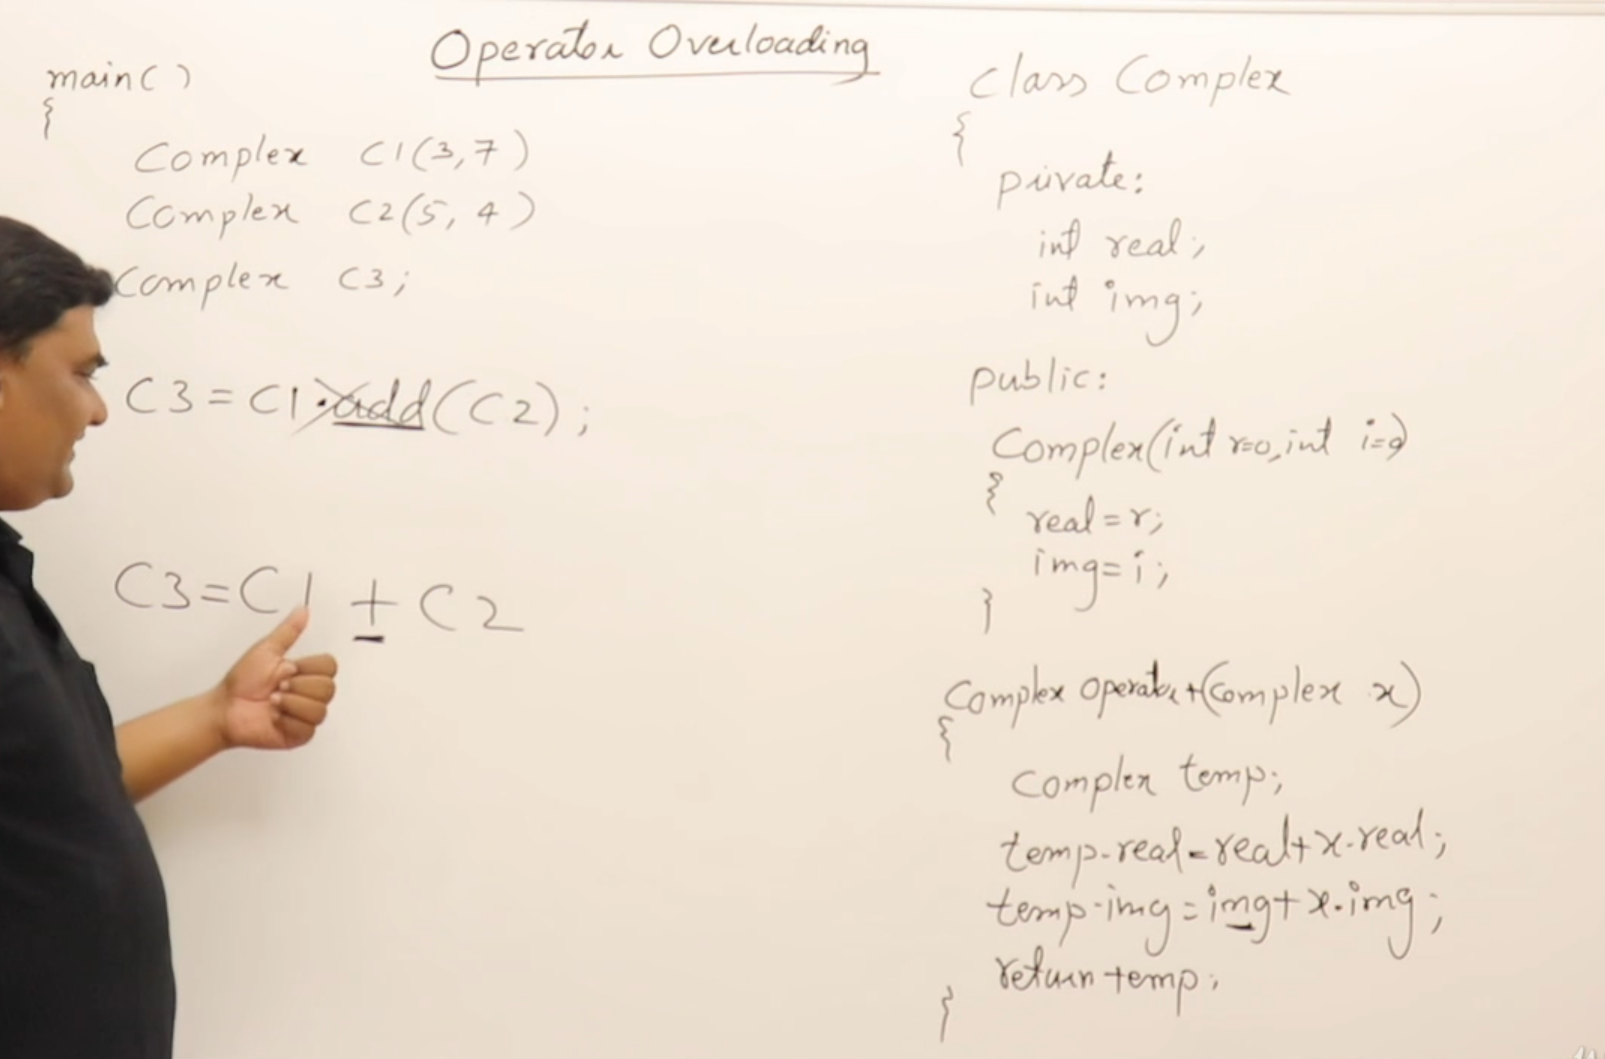 Operator Overloading
main( )
{
Complex C1(3,7)
Complex C2(5, 4)
Complex C3;
C3 = C1.add(C2);
C3=C1 + C2
class Complex
{
private:
int real;
int img;
public:
Complex(int r=0,int i=0)
{
real=r;
img=i;
}
Complex operator+(Complex x)
{
Complex temp;
temp.real=real+x.real;
temp.img=img+x.img;
return temp;
}